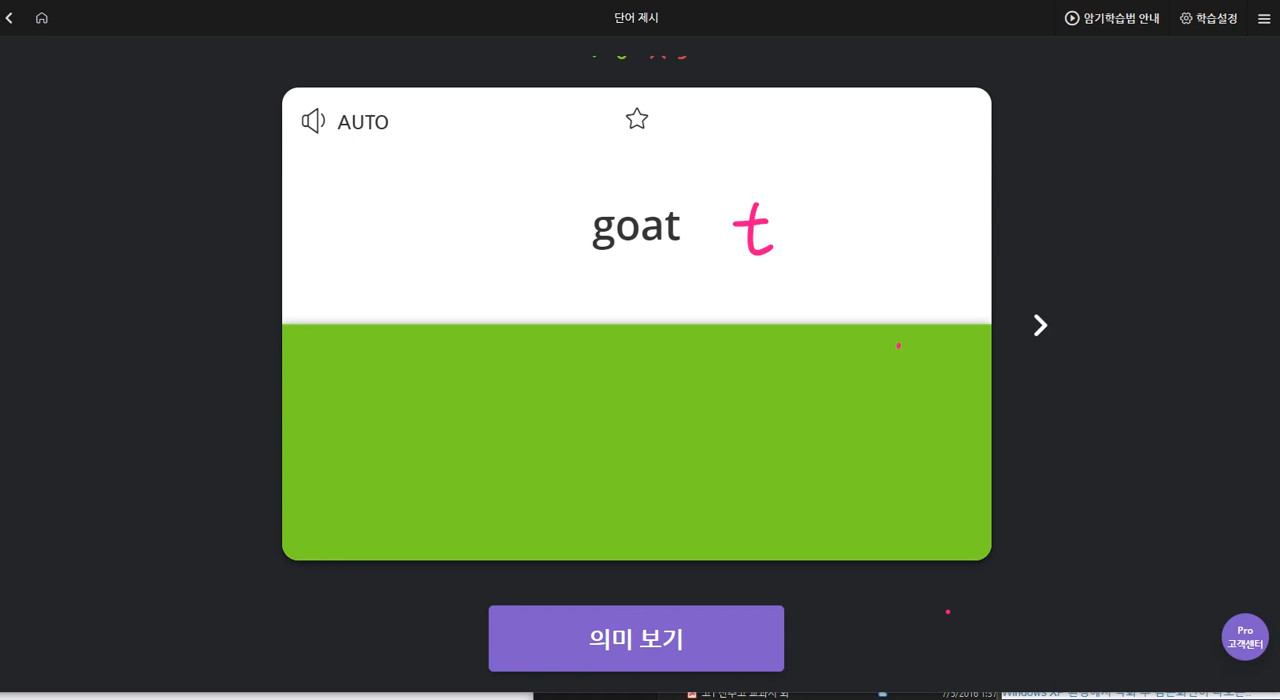 단어 제시
암기학습법 안내
학습설정
AUTO
goat t
의미 보기
Pro
고객센터